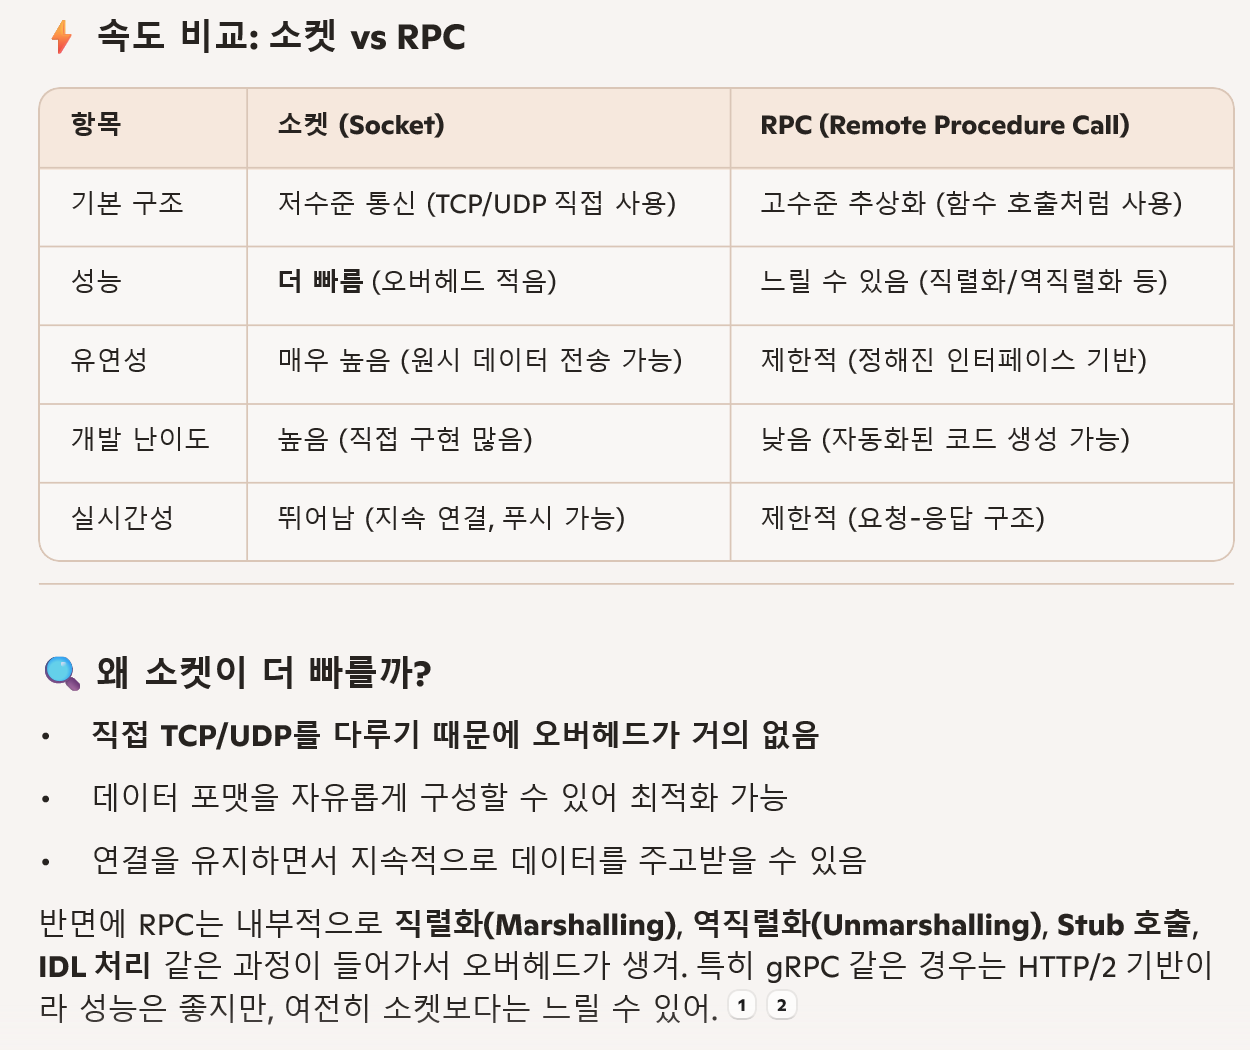 ⚡ 속도 비교: 소켓 vs RPC
항목 소켓 (Socket) RPC (Remote Procedure Call)
기본 구조 저수준 통신 (TCP/UDP 직접 사용) 고수준 추상화 (함수 호출처럼 사용)
성능 더 빠름 (오버헤드 적음) 느릴 수 있음 (직렬화/역직렬화 등)
유연성 매우 높음 (원시 데이터 전송 가능) 제한적 (정해진 인터페이스 기반)
개발 난이도 높음 (직접 구현 많음) 낮음 (자동화된 코드 생성 가능)
실시간성 뛰어남 (지속 연결, 푸시 가능) 제한적 (요청-응답 구조)
🔍 왜 소켓이 더 빠를까?
• 직접 TCP/UDP를 다루기 때문에 오버헤드가 거의 없음
• 데이터 포맷을 자유롭게 구성할 수 있어 최적화 가능
• 연결을 유지하면서 지속적으로 데이터를 주고받을 수 있음
반면에 RPC는 내부적으로 직렬화(Marshalling), 역직렬화(Unmarshalling), Stub 호출,
IDL 처리 같은 과정이 들어가서 오버헤드가 생겨. 특히 gRPC 같은 경우는 HTTP/2 기반이
라 성능은 좋지만, 여전히 소켓보다는 느릴 수 있어. 1 2